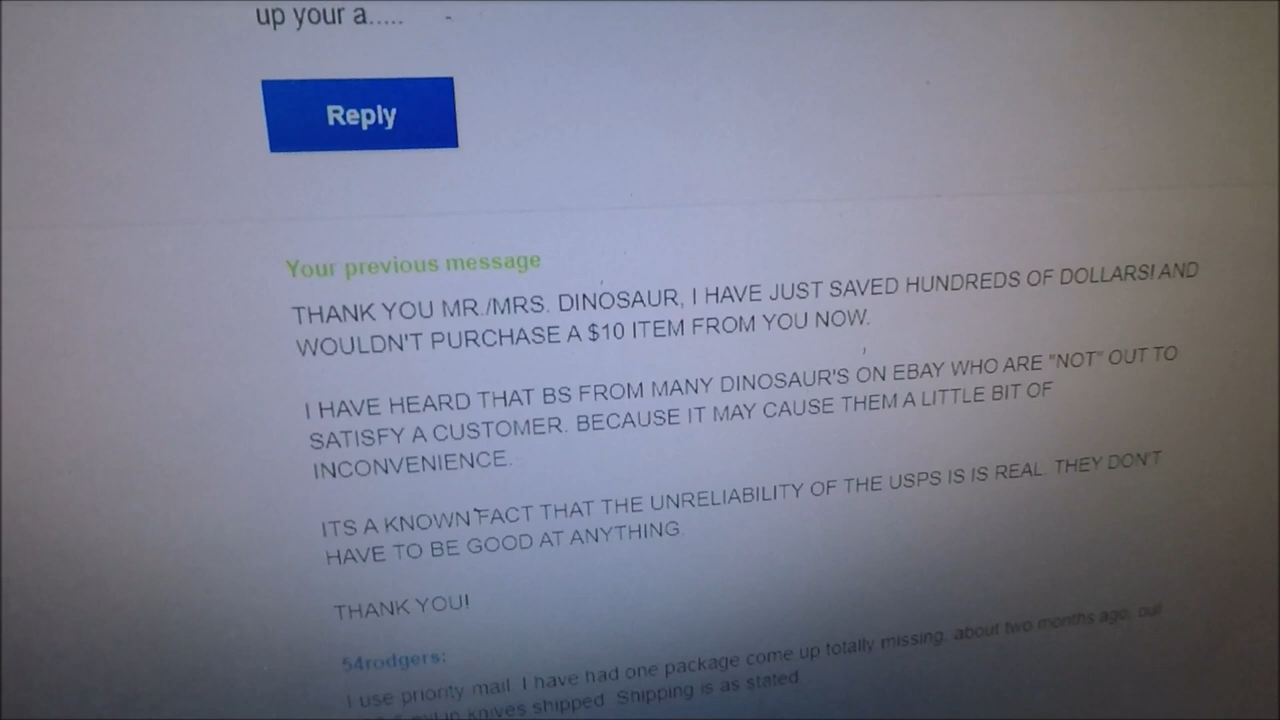 up your a.....
Reply
Your previous message
THANK YOU MR./MRS. DINOSAUR, I HAVE JUST SAVED HUNDREDS OF DOLLARS! AND
WOULDN'T PURCHASE A $10 ITEM FROM YOU NOW.
I HAVE HEARD THAT BS FROM MANY DINOSAUR'S ON EBAY WHO ARE "NOT" OUT TO
SATISFY A CUSTOMER. BECAUSE IT MAY CAUSE THEM A LITTLE BIT OF
INCONVENIENCE.
ITS A KNOWN FACT THAT THE UNRELIABILITY OF THE USPS IS IS REAL. THEY DON'T
HAVE TO BE GOOD AT ANYTHING.
THANK YOU!
54rodgers:
I use priority mail. I have had one package come up totally missing, about two months ago, out
in knives shipped. Shipping is as stated